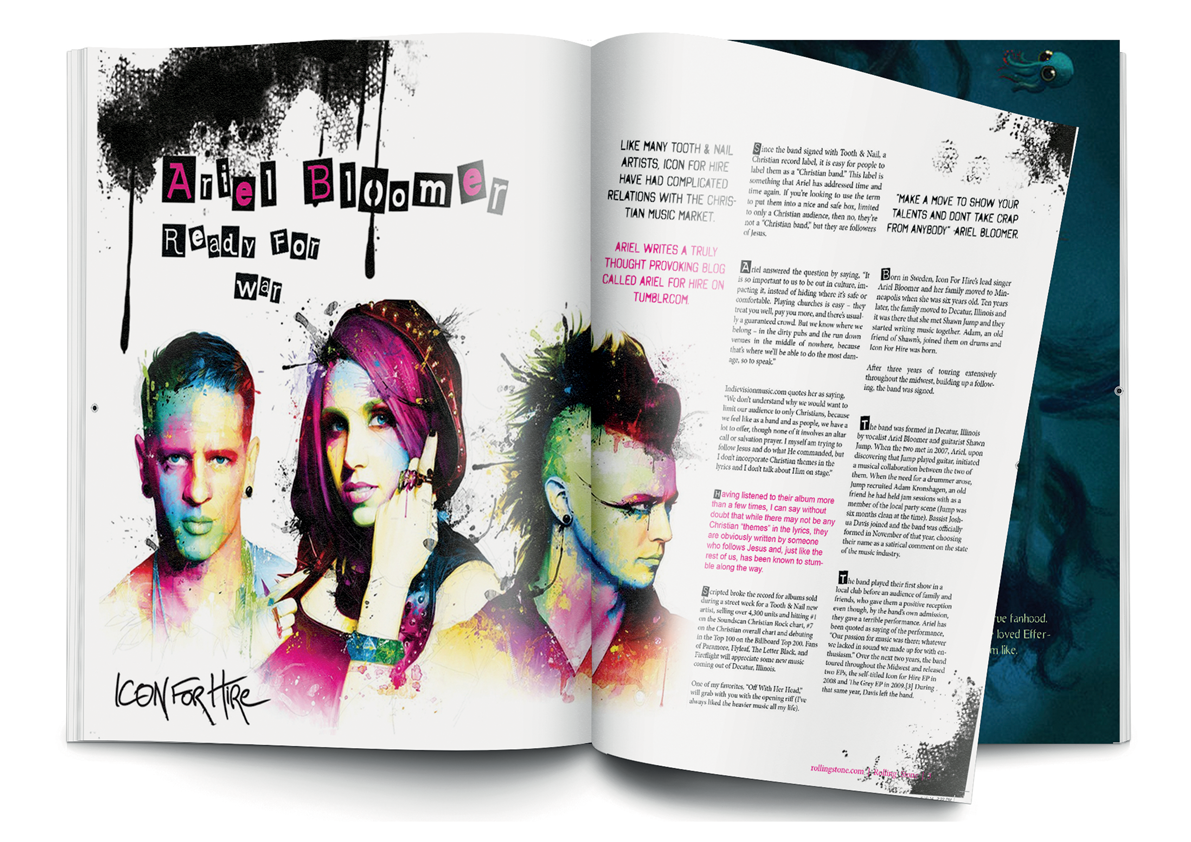 Ariel Bloomer
Ready For
war
ICON FOR HIRE
LIKE MANY TOOTH & NAIL
ARTISTS, ICON FOR HIRE
HAVE HAD COMPLICATED
RELATIONS WITH THE CHRIS-
TIAN MUSIC MARKET.
ARIEL WRITES A TRULY
THOUGHT PROVOKING BLOG
CALLED ARIEL FOR HIRE ON
TUMBLR.COM.
Since the band signed with Tooth & Nail, a
Christian record label, it is easy for people to
label them as a "Christian band." This label is
something that Ariel has addressed time and
time again. If you're looking to use the term
to put them into a nice and safe box, limited
to only a Christian audience, then no, they're
not a "Christian band," but they are followers
of Jesus.
Ariel answered the question by saying, "It
is so important to us to be out in culture, im-
pacting it, instead of hiding where it's safe or
comfortable. Playing churches is easy – they
treat you well, pay you more, and there's usual-
ly a guaranteed crowd. But we know where we
belong – in the dirty pubs and the run down
venues in the middle of nowhere, because
that's where we'll be able to do the most dam-
age, so to speak."
Indievisionmusic.com quotes her as saying,
"We don't understand why we would want to
limit our audience to only Christians, because
we feel like as a band and as people, we have a
lot to offer, though none of it involves an altar
call or salvation prayer. I myself am trying to
follow Jesus and do what He commanded, but
I don't incorporate Christian themes in the
lyrics and I don't talk about Him on stage."
Having listened to their album more
than a few times, I can say without
doubt that while there may not be any
Christian "themes" in the lyrics, they
are obviously written by someone
who follows Jesus and, just like the
rest of us, has been known to stum-
ble along the way.
Scripted broke the record for albums sold
during a street week for a Tooth & Nail new
artist, selling over 4,300 units and hitting #1
on the Soundscan Christian Rock chart, #7
on the Christian overall chart and debuting
in the Top 100 on the Billboard Top 200. Fans
of Paramore, Flyleaf, The Letter Black, and
Fireflight will appreciate some new music
coming out of Decatur, Illinois.
One of my favorites, "Off With Her Head,"
will grab with you with the opening riff (I've
always liked the heavier music all my life).
"MAKE A MOVE TO SHOW YOUR
TALENTS AND DONT TAKE CRAP
FROM ANYBODY" -ARIEL BLOOMER.
Born in Sweden, Icon For Hire's lead singer
Ariel Bloomer and her family moved to Min-
neapolis when she was six years old. Ten years
later, the family moved to Decatur, Illinois and
it was there that she met Shawn Jump and they
started writing music together. Adam, an old
friend of Shawn's, joined them on drums and
Icon For Hire was born.
After three years of touring extensively
throughout the midwest, building up a follow-
ing, the band was signed.
The band was formed in Decatur, Illinois
by vocalist Ariel Bloomer and guitarist Shawn
Jump. When the two met in 2007, Ariel, upon
discovering that Jump played guitar, initiated
a musical collaboration between the two of
them. When the need for a drummer arose,
Jump recruited Adam Kronshagen, an old
friend he had held jam sessions with as a
member of the local party scene (Jump was
six months clean at the time). Bassist Josh-
ua Davis joined and the band was officially
formed in November of that year, choosing
their name as a satirical comment on the state
of the music industry.
The band played their first show in a
local club before an audience of family and
friends, who gave them a positive reception
even though, by the band's own admission,
they gave a terrible performance. Ariel has
been quoted as saying of the performance,
"Our passion for music was there; whatever
we lacked in sound we made up for with en-
thusiasm." Over the next two years, the band
toured throughout the Midwest and released
two EPs, the self-titled Icon for Hire EP in
2008 and The Grey EP in 2009.[3] During
that same year, Davis left the band.
rollingstone.com
rue fanhood.
loved Effer-
m like.